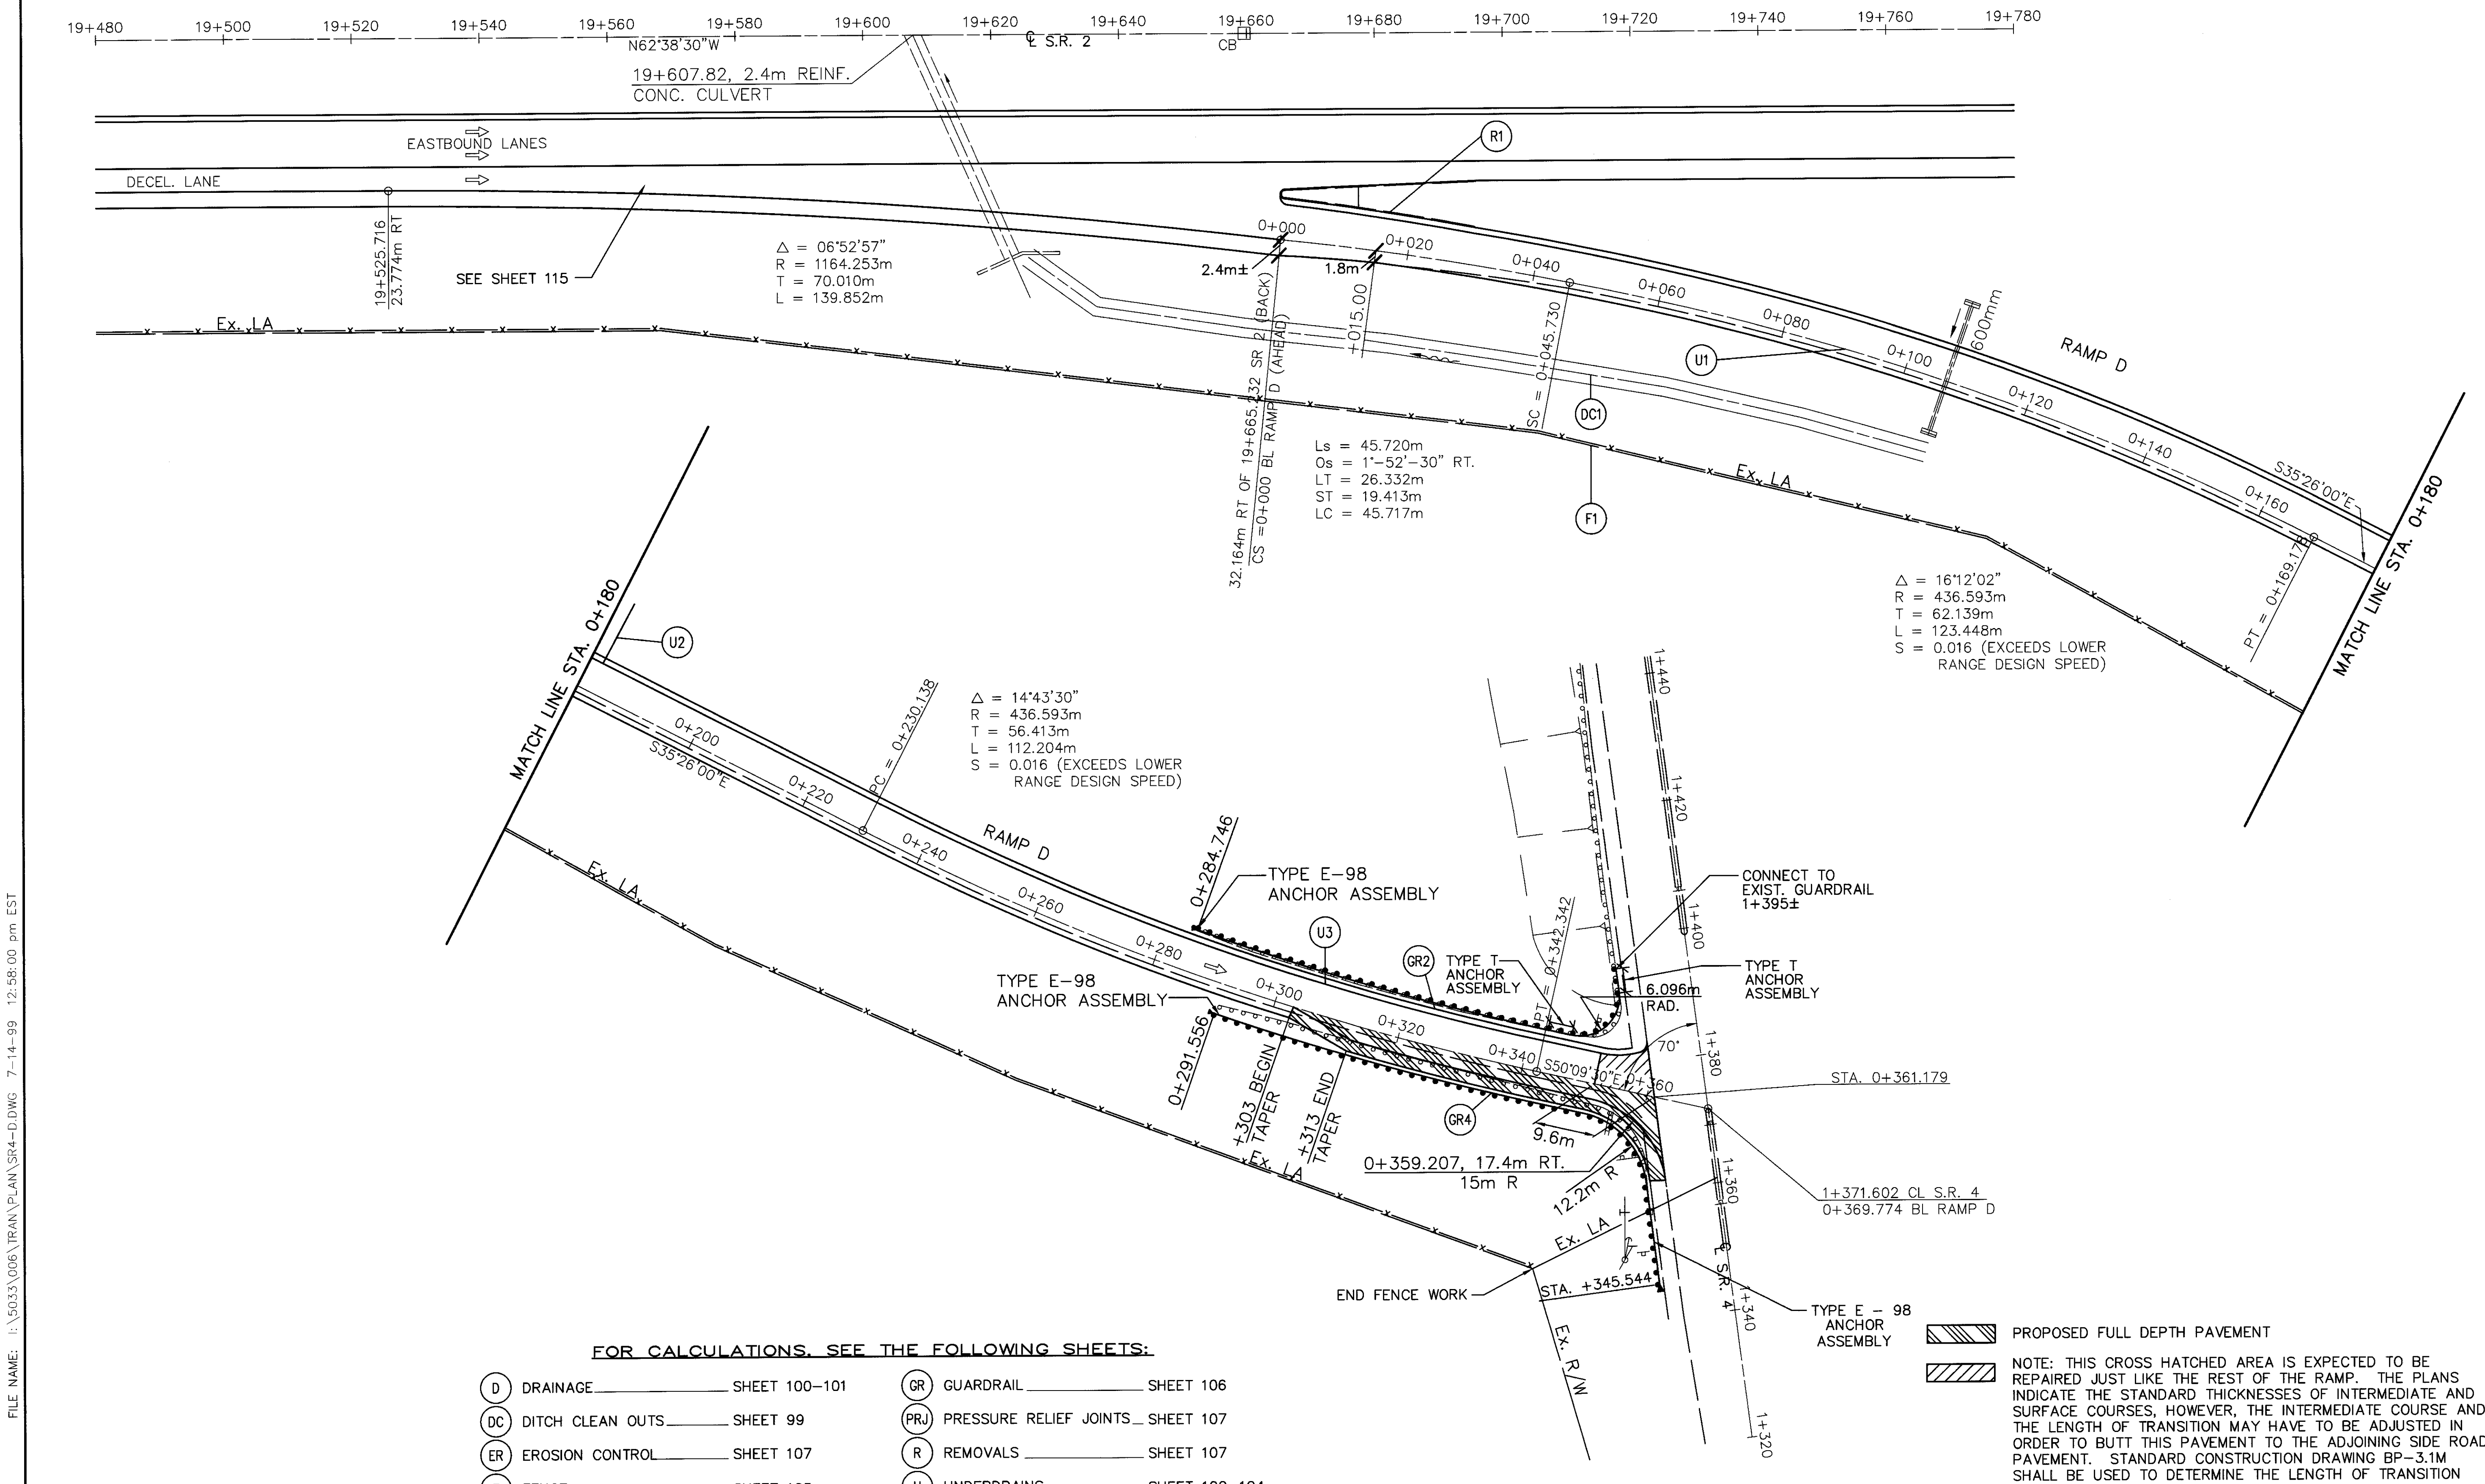 19+480
19+500
19+520
19+540
19+560
19+580
19+600
19+620
19+640
19+660
19+680
19+700
19+720
19+740
19+760
19+780
N62°38'30"W
℄ S.R. 2
CB
19+607.82, 2.4m REINF.
CONC. CULVERT
EASTBOUND LANES
DECEL. LANE
R1
19+525.716
23.774m RT
SEE SHEET 115
Δ = 06°52'57"
R = 1164.253m
T = 70.010m
L = 139.852m
Ex. LA
0+000
0+020
0+040
0+060
0+080
0+100
0+120
0+140
0+160
2.4m±
1.8m
+015.00
SC = 0+045.730
32.164m RT OF 19+665.232 SR 2 (BACK)
CS =0+000 BL RAMP D (AHEAD)
U1
DC1
F1
600mm
RAMP D
S35°26'00"E
MATCH LINE STA. 0+180
PT = 0+169.178
Ls = 45.720m
Os = 1°-52'-30" RT.
LT = 26.332m
ST = 19.413m
LC = 45.717m
Ex. LA
Δ = 16°12'02"
R = 436.593m
T = 62.139m
L = 123.448m
S = 0.016 (EXCEEDS LOWER
RANGE DESIGN SPEED)
MATCH LINE STA. 0+180
U2
0+200
0+220
0+240
0+260
0+280
0+300
0+320
0+340
0+360
S35°26'00"E
PC = 0+230.138
Δ = 14°43'30"
R = 436.593m
T = 56.413m
L = 112.204m
S = 0.016 (EXCEEDS LOWER
RANGE DESIGN SPEED)
RAMP D
Ex. LA
0+284.746
TYPE E-98
ANCHOR ASSEMBLY
U3
GR2
TYPE T
ANCHOR
ASSEMBLY
PT = 0+342.342
CONNECT TO
EXIST. GUARDRAIL
1+395±
TYPE T
ANCHOR
ASSEMBLY
6.096m
RAD.
70°
1+440
1+420
1+400
1+380
1+360
1+340
1+320
TYPE E-98
ANCHOR ASSEMBLY
0+291.556
+303 BEGIN
TAPER
+313 END
TAPER
S50°09'30"E
STA. 0+361.179
GR4
9.6m
0+359.207, 17.4m RT.
15m R
12.2m R
1+371.602 CL S.R. 4
0+369.774 BL RAMP D
Ex. LA
Ex. LA
END FENCE WORK
STA. +345.544
℄ S.R. 4
Ex. R/W
TYPE E - 98
ANCHOR
ASSEMBLY
PROPOSED FULL DEPTH PAVEMENT
NOTE: THIS CROSS HATCHED AREA IS EXPECTED TO BE
REPAIRED JUST LIKE THE REST OF THE RAMP. THE PLANS
INDICATE THE STANDARD THICKNESSES OF INTERMEDIATE AND
SURFACE COURSES, HOWEVER, THE INTERMEDIATE COURSE AND
THE LENGTH OF TRANSITION MAY HAVE TO BE ADJUSTED IN
ORDER TO BUTT THIS PAVEMENT TO THE ADJOINING SIDE ROAD
PAVEMENT. STANDARD CONSTRUCTION DRAWING BP-3.1M
SHALL BE USED TO DETERMINE THE LENGTH OF TRANSITION
FOR CALCULATIONS, SEE THE FOLLOWING SHEETS:
D DRAINAGE SHEET 100-101
DC DITCH CLEAN OUTS SHEET 99
ER EROSION CONTROL SHEET 107
GR GUARDRAIL SHEET 106
PRJ PRESSURE RELIEF JOINTS SHEET 107
R REMOVALS SHEET 107
FILE NAME: I:\5033\006\TRAN\PLAN\SR4-D.DWG 7-14-99 12:58:00 pm EST